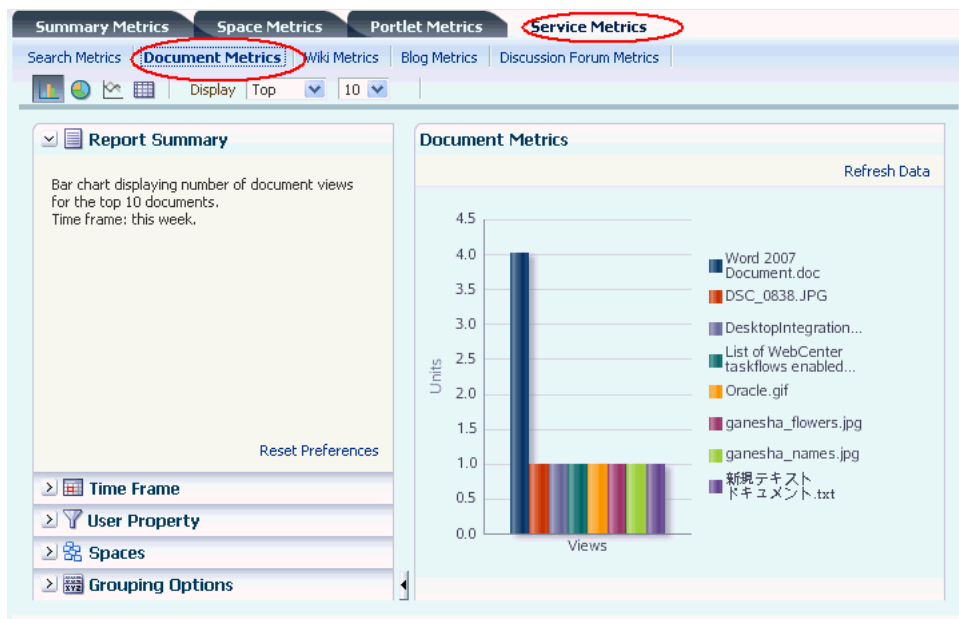 Summary Metrics Space Metrics Portlet Metrics Service Metrics
Search Metrics Document Metrics Wiki Metrics Blog Metrics Discussion Forum Metrics
Display Top 10
Report Summary
Bar chart displaying number of document views
for the top 10 documents.
Time frame: this week.
Reset Preferences
Time Frame
User Property
Spaces
Grouping Options
Document Metrics
Refresh Data
4.5
4.0
3.5
3.0
2.5
2.0
1.5
1.0
0.5
0.0
Units
Views
Word 2007
Document.doc
DSC_0838.JPG
DesktopIntegration...
List of WebCenter
taskflows enabled...
Oracle.gif
ganesha_flowers.jpg
ganesha_names.jpg
新規テキスト
ドキュメント.txt